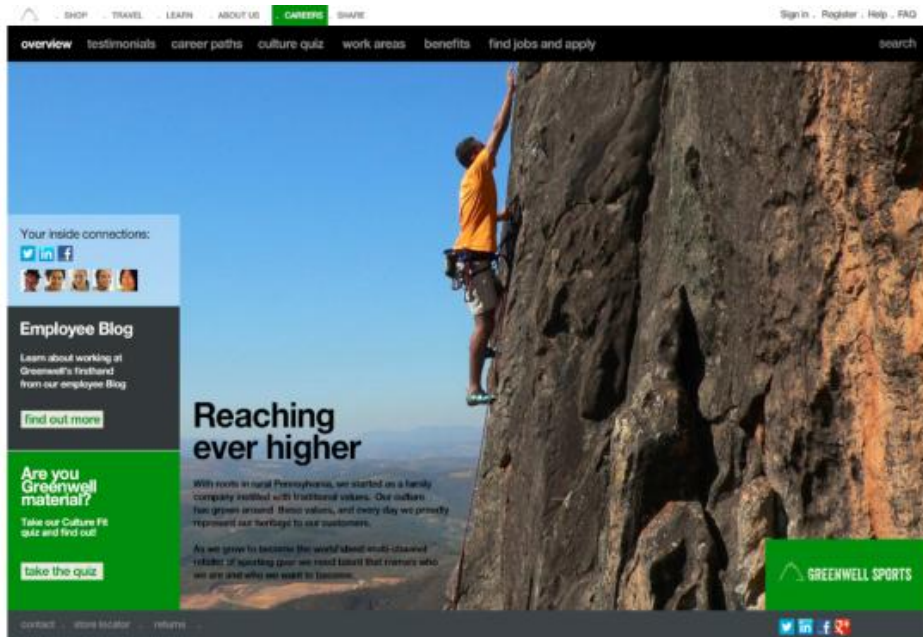 . SHOP . TRAVEL . LEARN . ABOUT US . CAREERS . SHARE
Sign in . Register . Help . FAQ
overview testimonials career paths culture quiz work areas benefits find jobs and apply search
Your inside connections:
Employee Blog
Learn about working at
Greenwell's firsthand
from our employee Blog
find out more
Are you
Greenwell
material?
Take our Culture Fit
quiz and find out!
take the quiz
Reaching
ever higher
With roots in rural Pennsylvania, we started as a family
company instilled with traditional values. Our culture
has grown around these values, and every day we proudly
represent our heritage to our customers.
As we grow to become the world's best multi-channel
retailer of sporting gear we need talent that mirrors who
we are and who we want to become.
GREENWELL SPORTS
contact . store locator . returns .